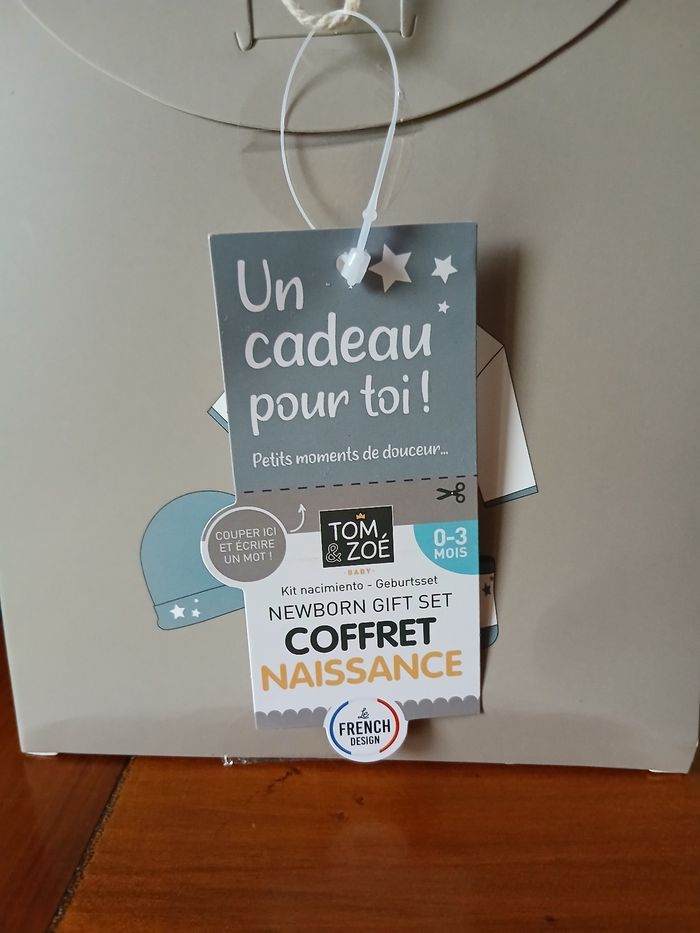 Un
cadeau
pour toi !
Petits moments de douceur...
COUPER ICI
ET ÉCRIRE
UN MOT !
TOM
& ZOÉ
- BABY -
0-3
MOIS
Kit nacimiento - Geburtsset
NEWBORN GIFT SET
COFFRET
NAISSANCE
Le
FRENCH
DESIGN